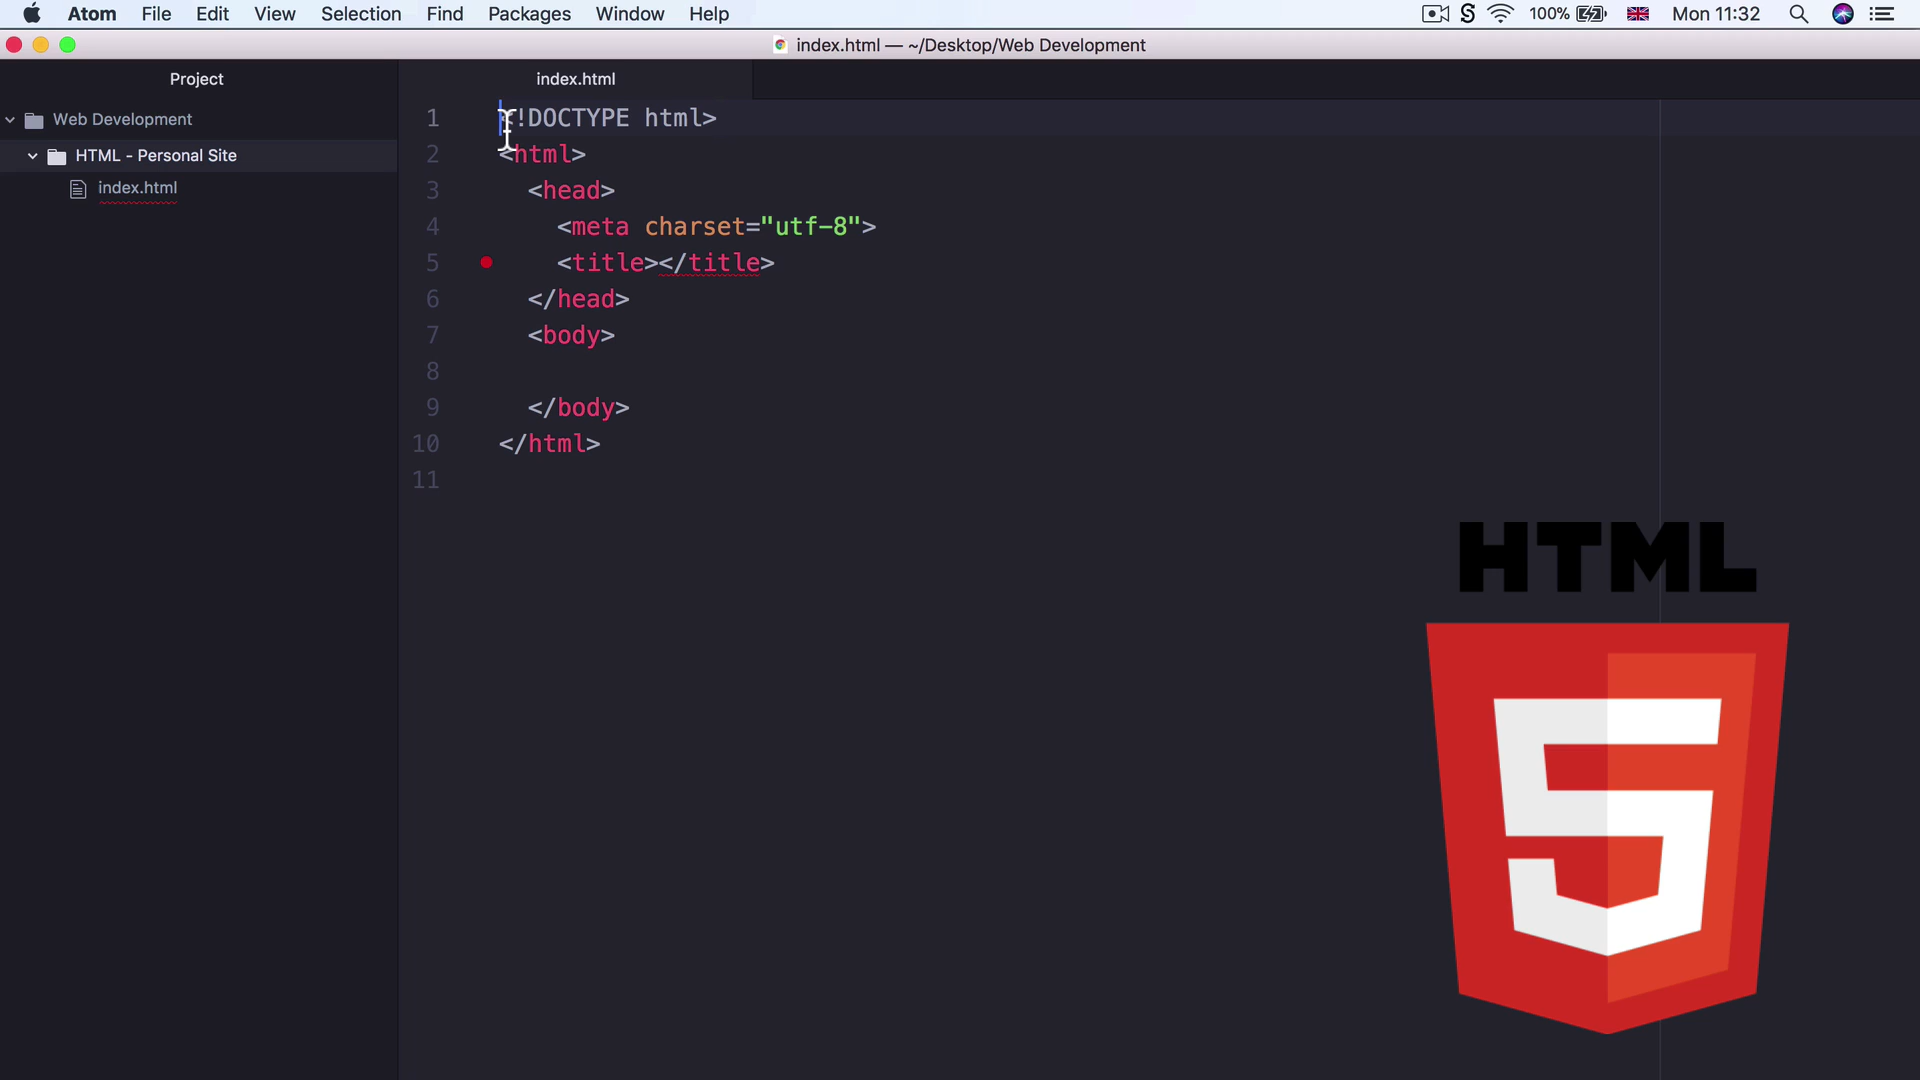 Atom File Edit View Selection Find Packages Window Help 100% Mon 11:32
index.html — ~/Desktop/Web Development
Project
index.html
Web Development
HTML - Personal Site
index.html
1 <!DOCTYPE html>
2 <html>
3 <head>
4 <meta charset="utf-8">
5 <title></title>
6 </head>
7 <body>
8
9 </body>
10 </html>
11
HTML
5